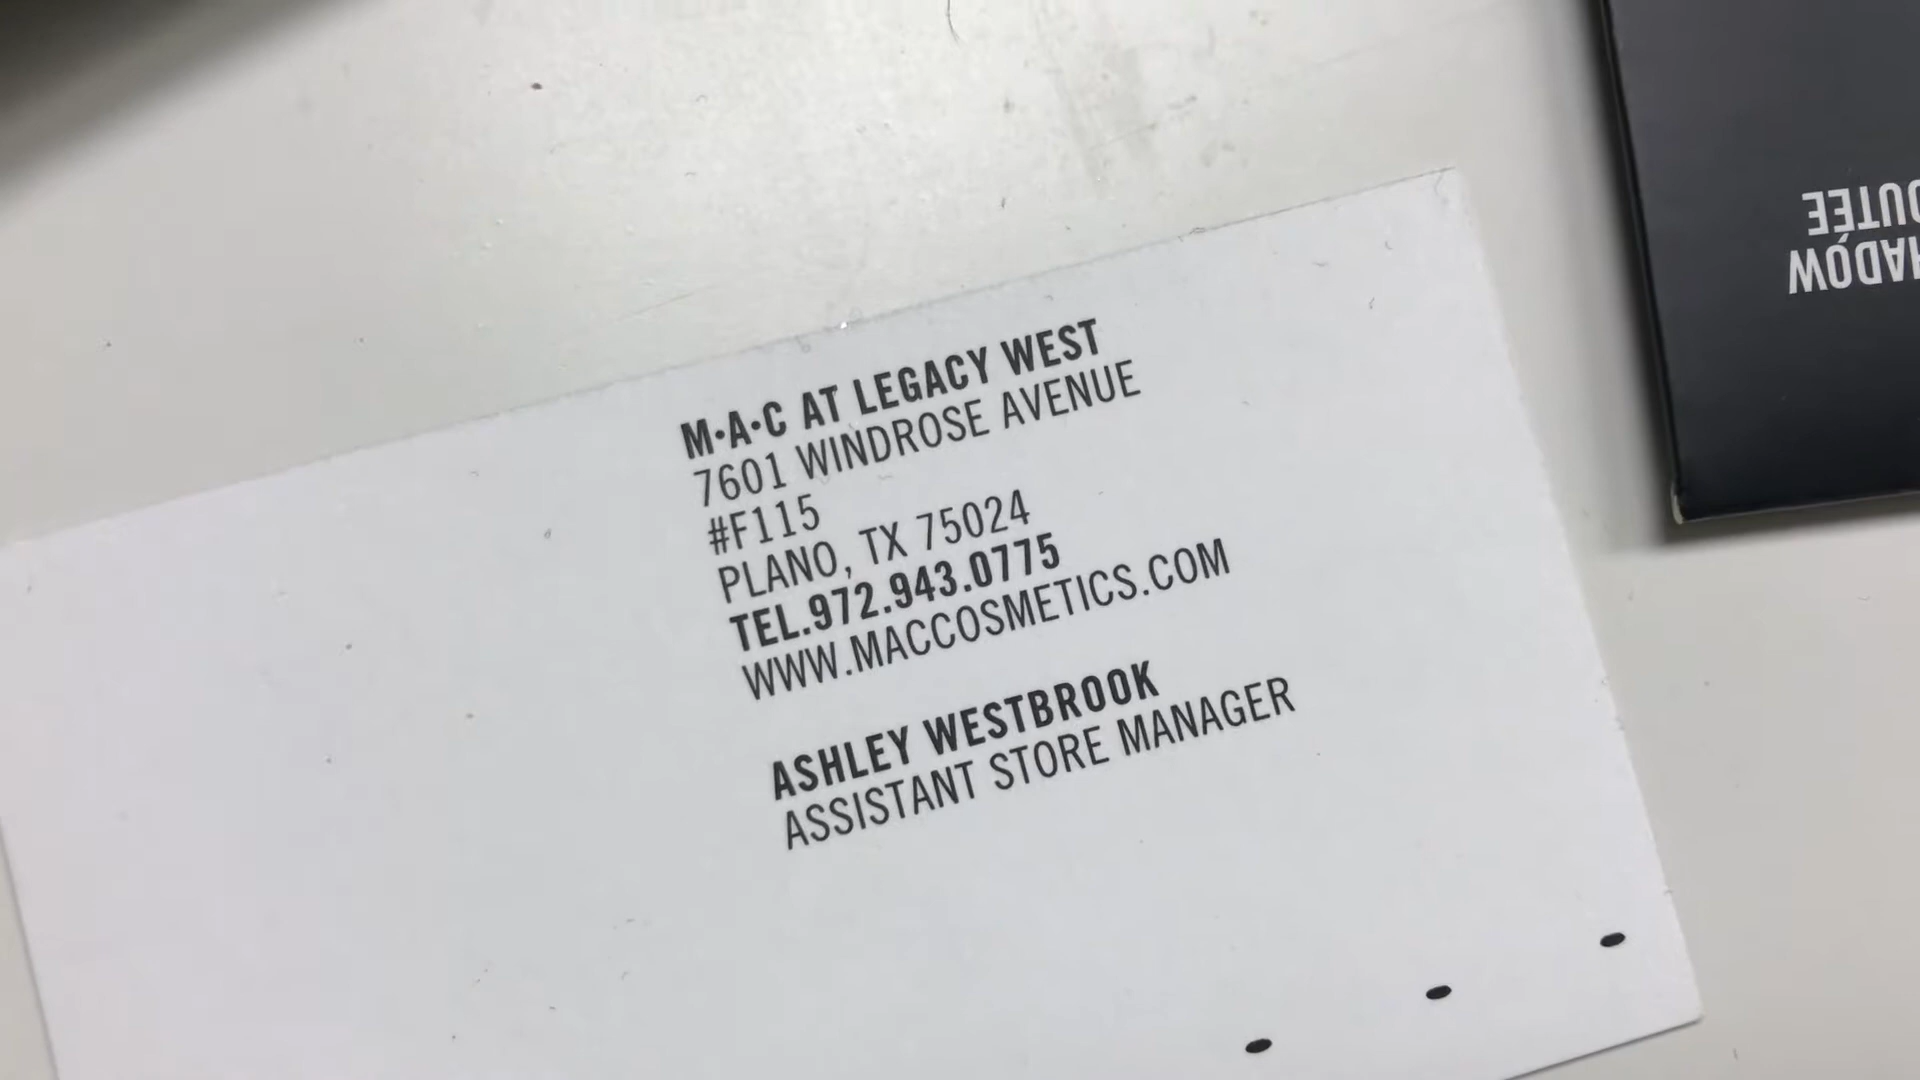 M·A·C AT LEGACY WEST
7601 WINDROSE AVENUE
#F115
PLANO, TX 75024
TEL.972.943.0775
WWW.MACCOSMETICS.COM
ASHLEY WESTBROOK
ASSISTANT STORE MANAGER